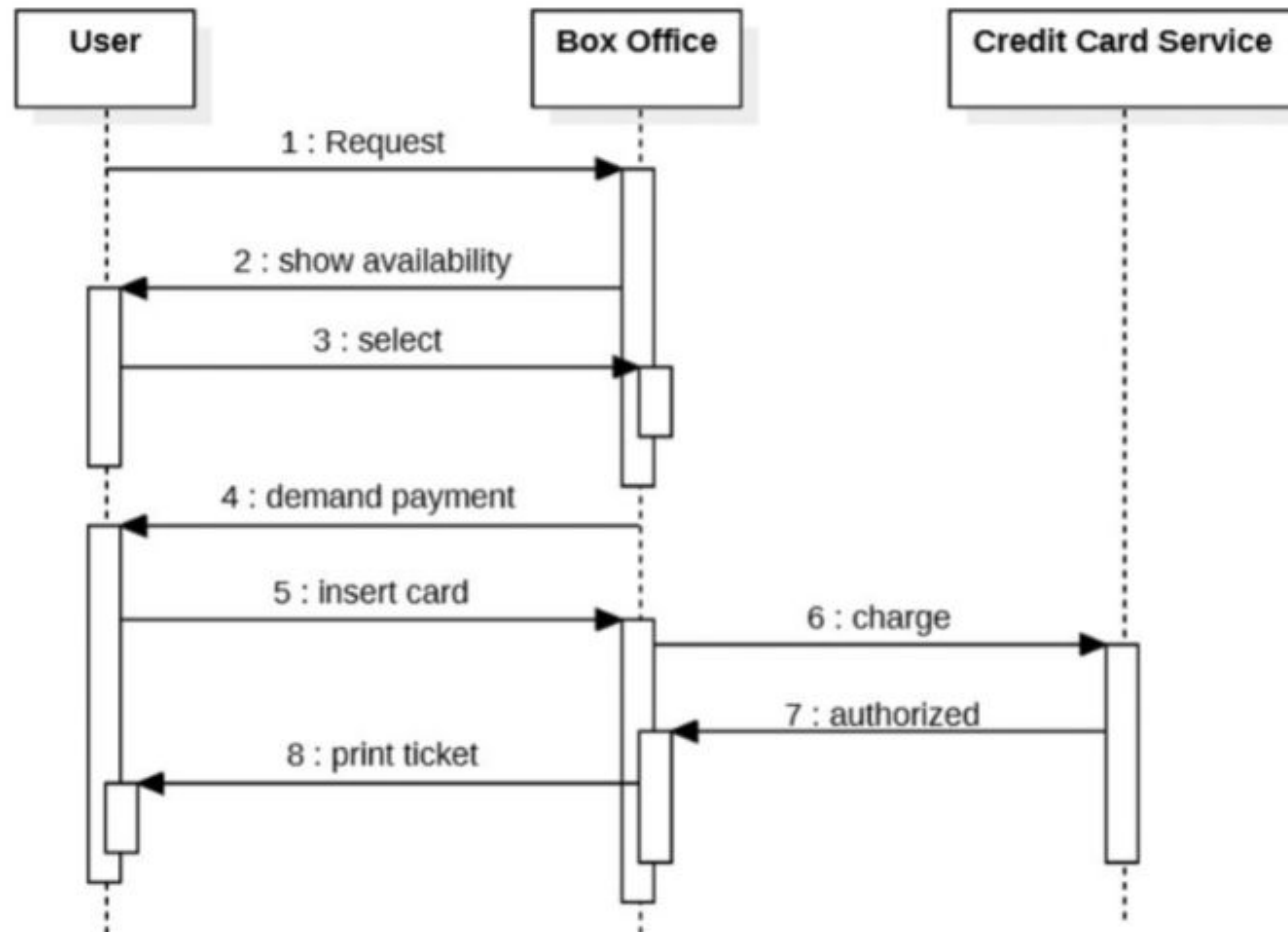 User
Box Office
Credit Card Service
1 : Request
2 : show availability
3 : select
4 : demand payment
5 : insert card
6 : charge
7 : authorized
8 : print ticket